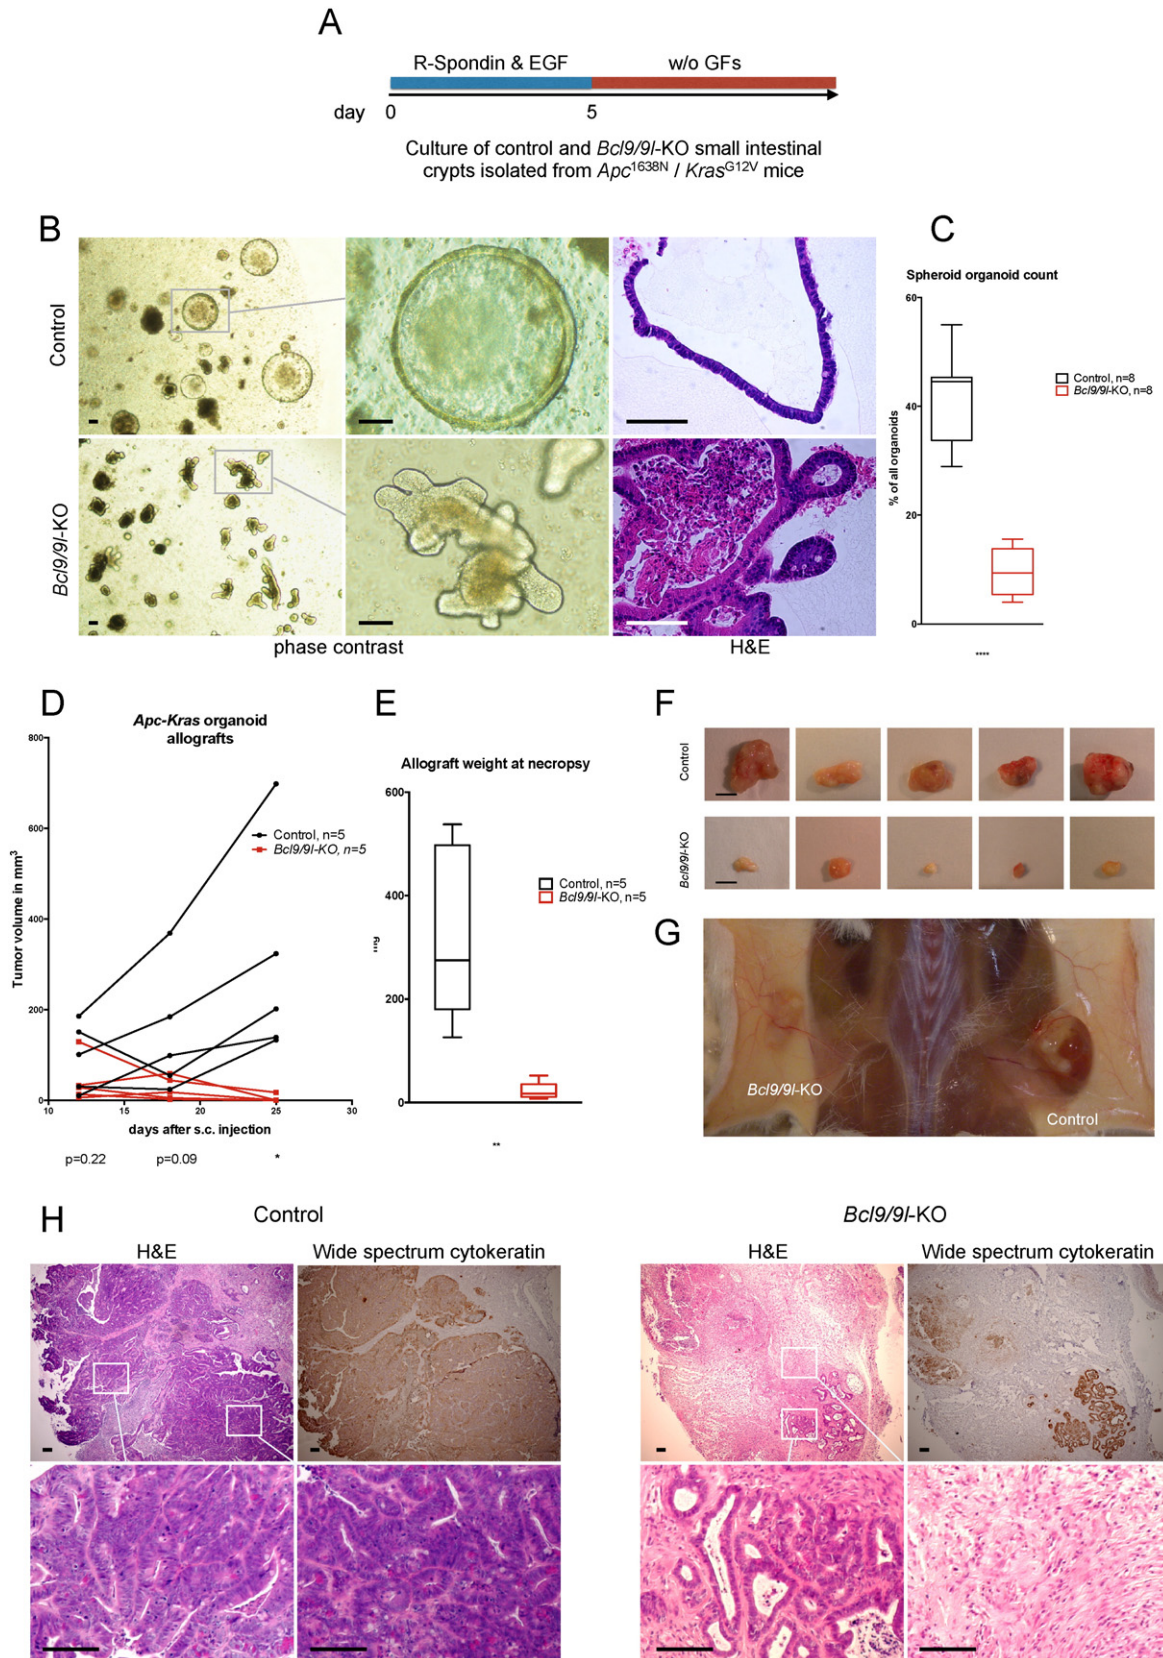 A
R-Spondin & EGF
w/o GFs
day
0
5
Culture of control and Bcl9/9l-KO small intestinal
crypts isolated from Apc1638N / KrasG12V mice
B
Control
Bcl9/9l-KO
phase contrast
H&E
C
Spheroid organoid count
60
40
20
0
% of all organoids
Control, n=8
Bcl9/9l-KO, n=8
****
D
Apc-Kras organoid
allografts
800
600
400
200
0
Tumor volume in mm3
Control, n=5
Bcl9/9l-KO, n=5
10
15
20
25
30
days after s.c. injection
p=0.22
p=0.09
*
E
Allograft weight at necropsy
600
400
200
0
Control, n=5
Bcl9/9l-KO, n=5
**
F
Control
Bcl9/9l-KO
G
Bcl9/9l-KO
Control
H
Control
H&E
Wide spectrum cytokeratin
Bcl9/9l-KO
H&E
Wide spectrum cytokeratin